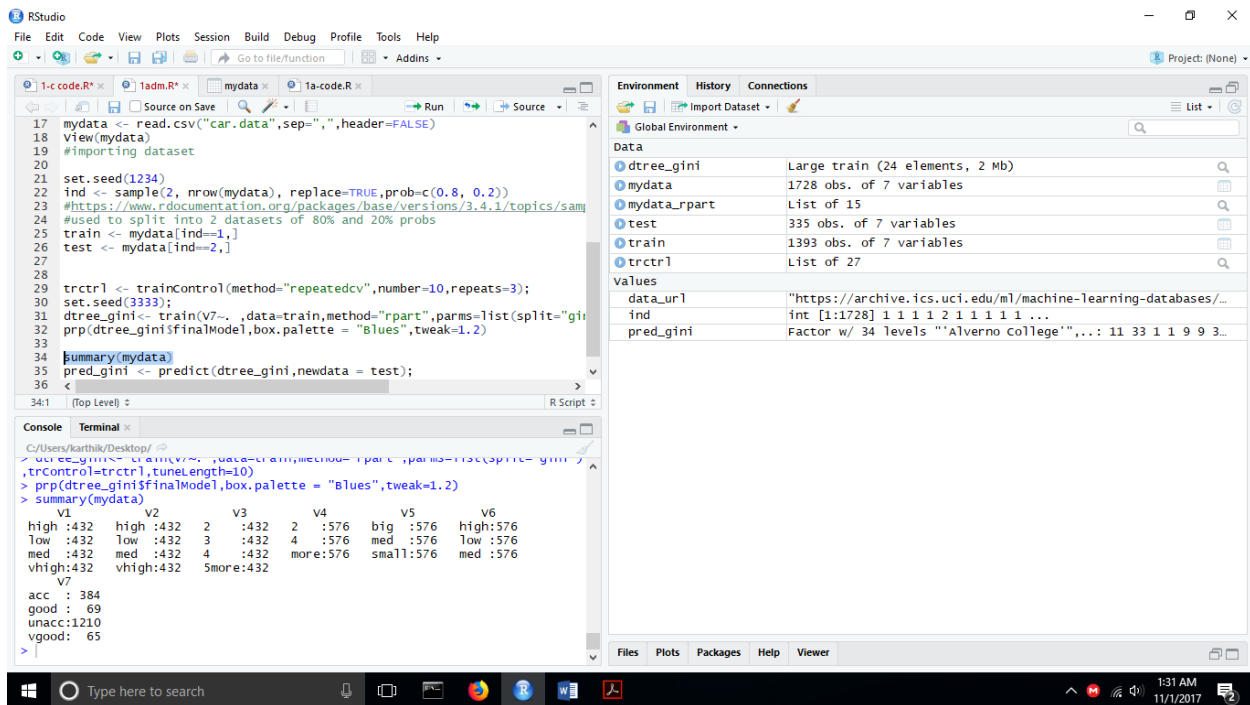 RStudio
File Edit Code View Plots Session Build Debug Profile Tools Help
Go to file/function Addins Project: (None)
1-c code.R* 1adm.R* mydata 1a-code.R
Source on Save Run Source
17 mydata <- read.csv("car.data",sep=",",header=FALSE)
18 View(mydata)
19 #importing dataset
20
21 set.seed(1234)
22 ind <- sample(2, nrow(mydata), replace=TRUE,prob=c(0.8, 0.2))
23 #https://www.rdocumentation.org/packages/base/versions/3.4.1/topics/samp
24 #used to split into 2 datasets of 80% and 20% probs
25 train <- mydata[ind==1,]
26 test <- mydata[ind==2,]
27
28
29 trctrl <- trainControl(method="repeatedcv",number=10,repeats=3);
30 set.seed(3333);
31 dtree_gini<- train(V7~. ,data=train,method="rpart",parms=list(split="gin
32 prp(dtree_gini$finalModel,box.palette = "Blues",tweak=1.2)
33
34 summary(mydata)
35 pred_gini <- predict(dtree_gini,newdata = test);
36
34:1 (Top Level) R Script
Console Terminal
C:/Users/karthik/Desktop/
> dtree_gini<- train(V7~. ,data=train,method="rpart",parms=list(split="gini")
,trControl=trctrl,tuneLength=10)
> prp(dtree_gini$finalModel,box.palette = "Blues",tweak=1.2)
> summary(mydata)
V1 V2 V3 V4 V5 V6
high :432 high :432 2 :432 2 :576 big :576 high:576
low :432 low :432 3 :432 4 :576 med :576 low :576
med :432 med :432 4 :432 more:576 small:576 med :576
vhigh:432 vhigh:432 5more:432
V7
acc : 384
good : 69
unacc:1210
vgood: 65
>
Environment History Connections
Import Dataset List
Global Environment
Data
dtree_gini Large train (24 elements, 2 Mb)
mydata 1728 obs. of 7 variables
mydata_rpart List of 15
test 335 obs. of 7 variables
train 1393 obs. of 7 variables
trctrl List of 27
Values
data_url "https://archive.ics.uci.edu/ml/machine-learning-databases/…
ind int [1:1728] 1 1 1 1 2 1 1 1 1 1 ...
pred_gini Factor w/ 34 levels "'Alverno College'",..: 11 33 1 1 9 9 3…
Files Plots Packages Help Viewer
Type here to search
1:31 AM
11/1/2017